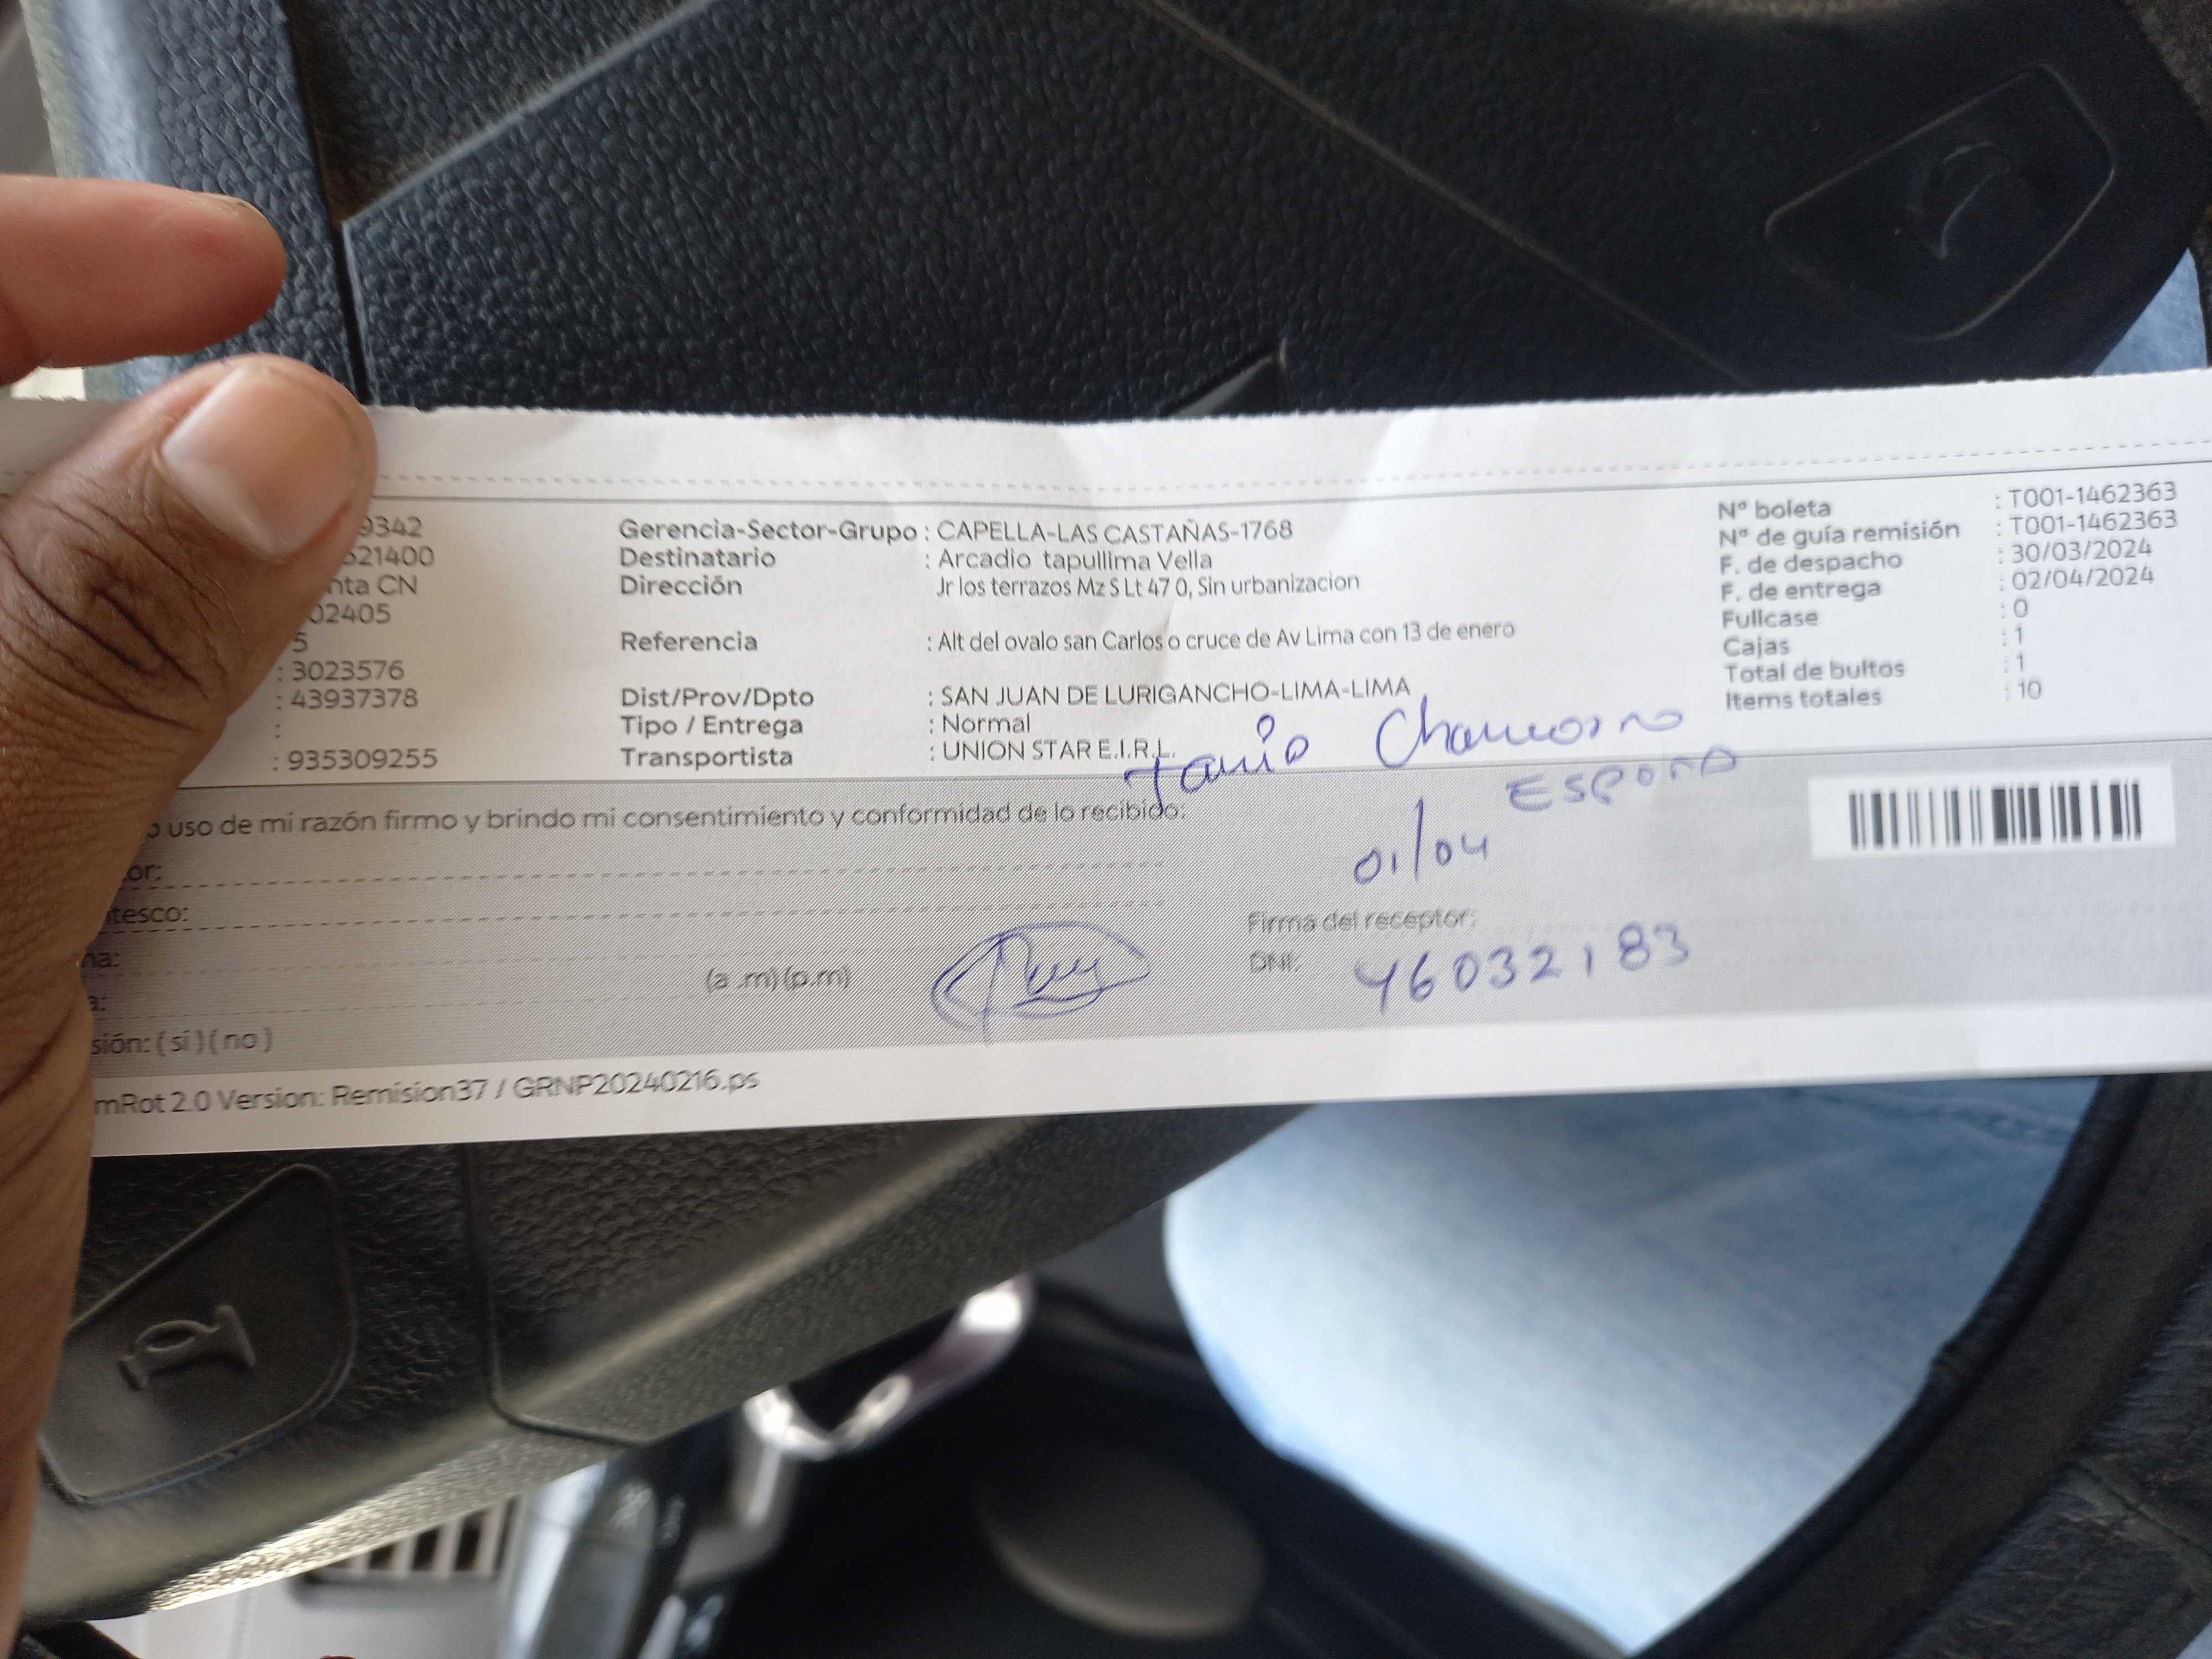 9342
521400
nta CN
02405
5
: 3023576
: 43937378
:
: 935309255
Gerencia-Sector-Grupo : CAPELLA-LAS CASTAÑAS-1768
Destinatario : Arcadio tapullima Vella
Dirección Jr los terrazos Mz S Lt 47 0, Sin urbanizacion
Referencia : Alt del ovalo san Carlos o cruce de Av Lima con 13 de enero
Dist/Prov/Dpto : SAN JUAN DE LURIGANCHO-LIMA-LIMA
Tipo / Entrega : Normal
Transportista : UNION STAR E.I.R.L.
Nº boleta : T001-1462363
Nº de guía remisión : T001-1462363
F. de despacho : 30/03/2024
F. de entrega : 02/04/2024
Fullcase : 0
Cajas : 1
Total de bultos : 1
Items totales : 10
ESPOSA
o uso de mi razón firmo y brindo mi consentimiento y conformidad de lo recibido:
01/04
or:
tesco:
Firma del receptor:
na:
(a .m) (p.m)
DNI: 46032183
a:
sión: ( sí ) ( no )
mRot 2.0 Version: Remision37 / GRNP20240216.ps